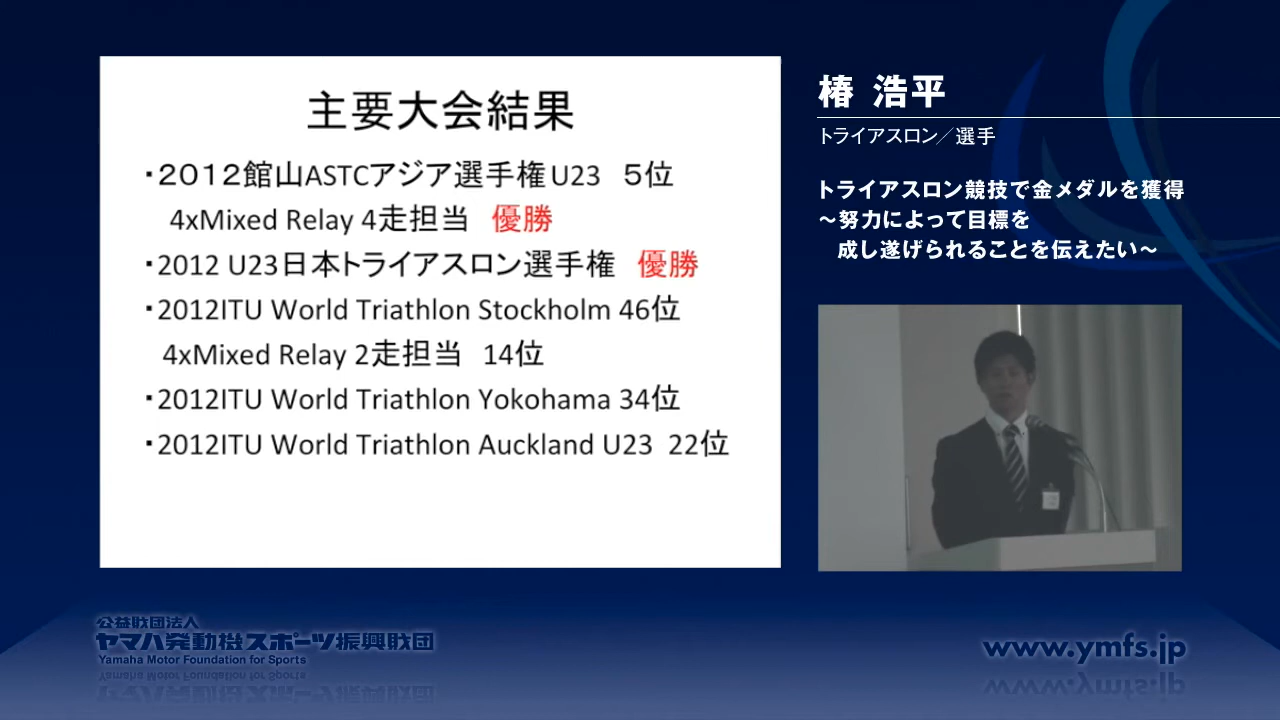 主要大会結果
・２０１２館山ASTCアジア選手権U23　５位
4xMixed Relay 4走担当　優勝
・2012 U23日本トライアスロン選手権　優勝
・2012ITU World Triathlon Stockholm 46位
4xMixed Relay 2走担当　14位
・2012ITU World Triathlon Yokohama 34位
・2012ITU World Triathlon Auckland U23 22位
椿 浩平
トライアスロン／選手
トライアスロン競技で金メダルを獲得
～努力によって目標を
成し遂げられることを伝えたい～
公益財団法人
ヤマハ発動機スポーツ振興財団
Yamaha Motor Foundation for Sports
www.ymfs.jp